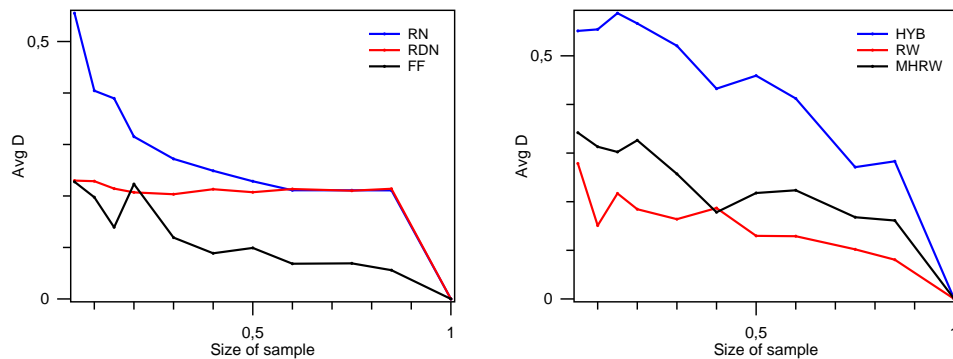 Avg D
0,5
0
RN
RDN
FF
0,5
1
Size of sample
Avg D
0,5
0
HYB
RW
MHRW
0,5
1
Size of sample